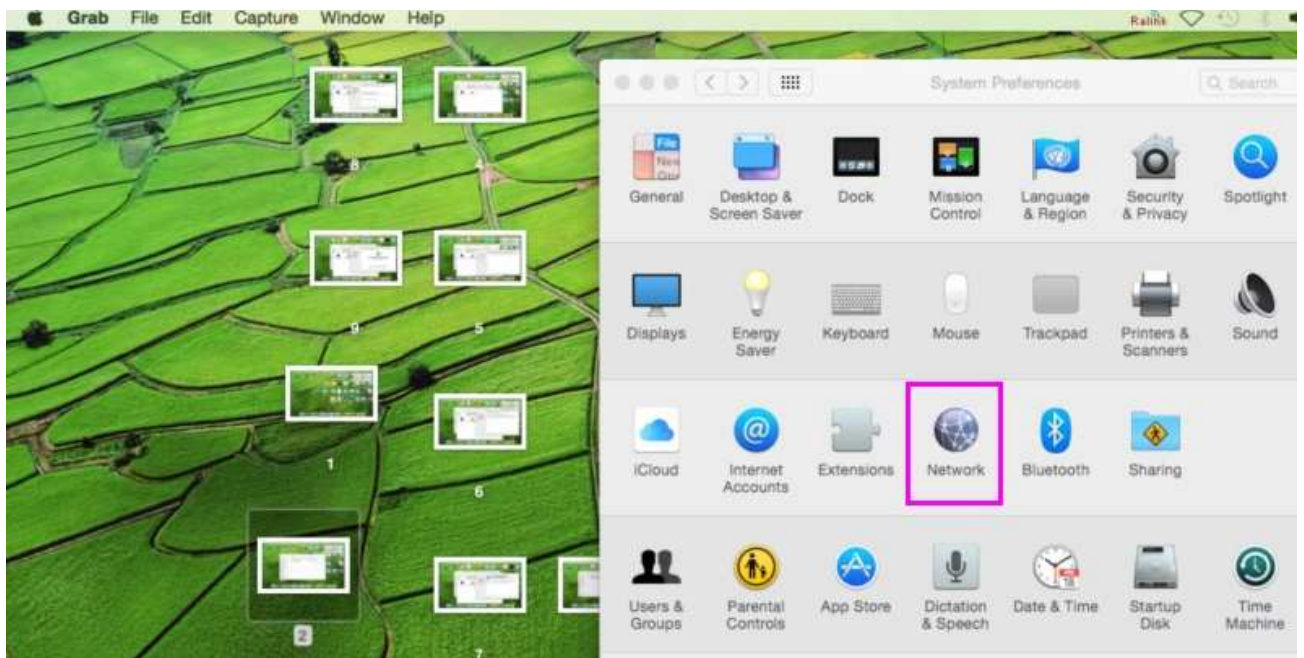 Grab File Edit Capture Window Help
Ralink
8
4
9
5
1
6
2
7
System Preferences
Search
File
New
General
Desktop &
Screen Saver
Dock
Mission
Control
Language
& Region
Security
& Privacy
Spotlight
Displays
Energy
Saver
Keyboard
Mouse
Trackpad
Printers &
Scanners
Sound
iCloud
Internet
Accounts
Extensions
Network
Bluetooth
Sharing
Users &
Groups
Parental
Controls
App Store
Dictation
& Speech
Date & Time
Startup
Disk
Time
Machine